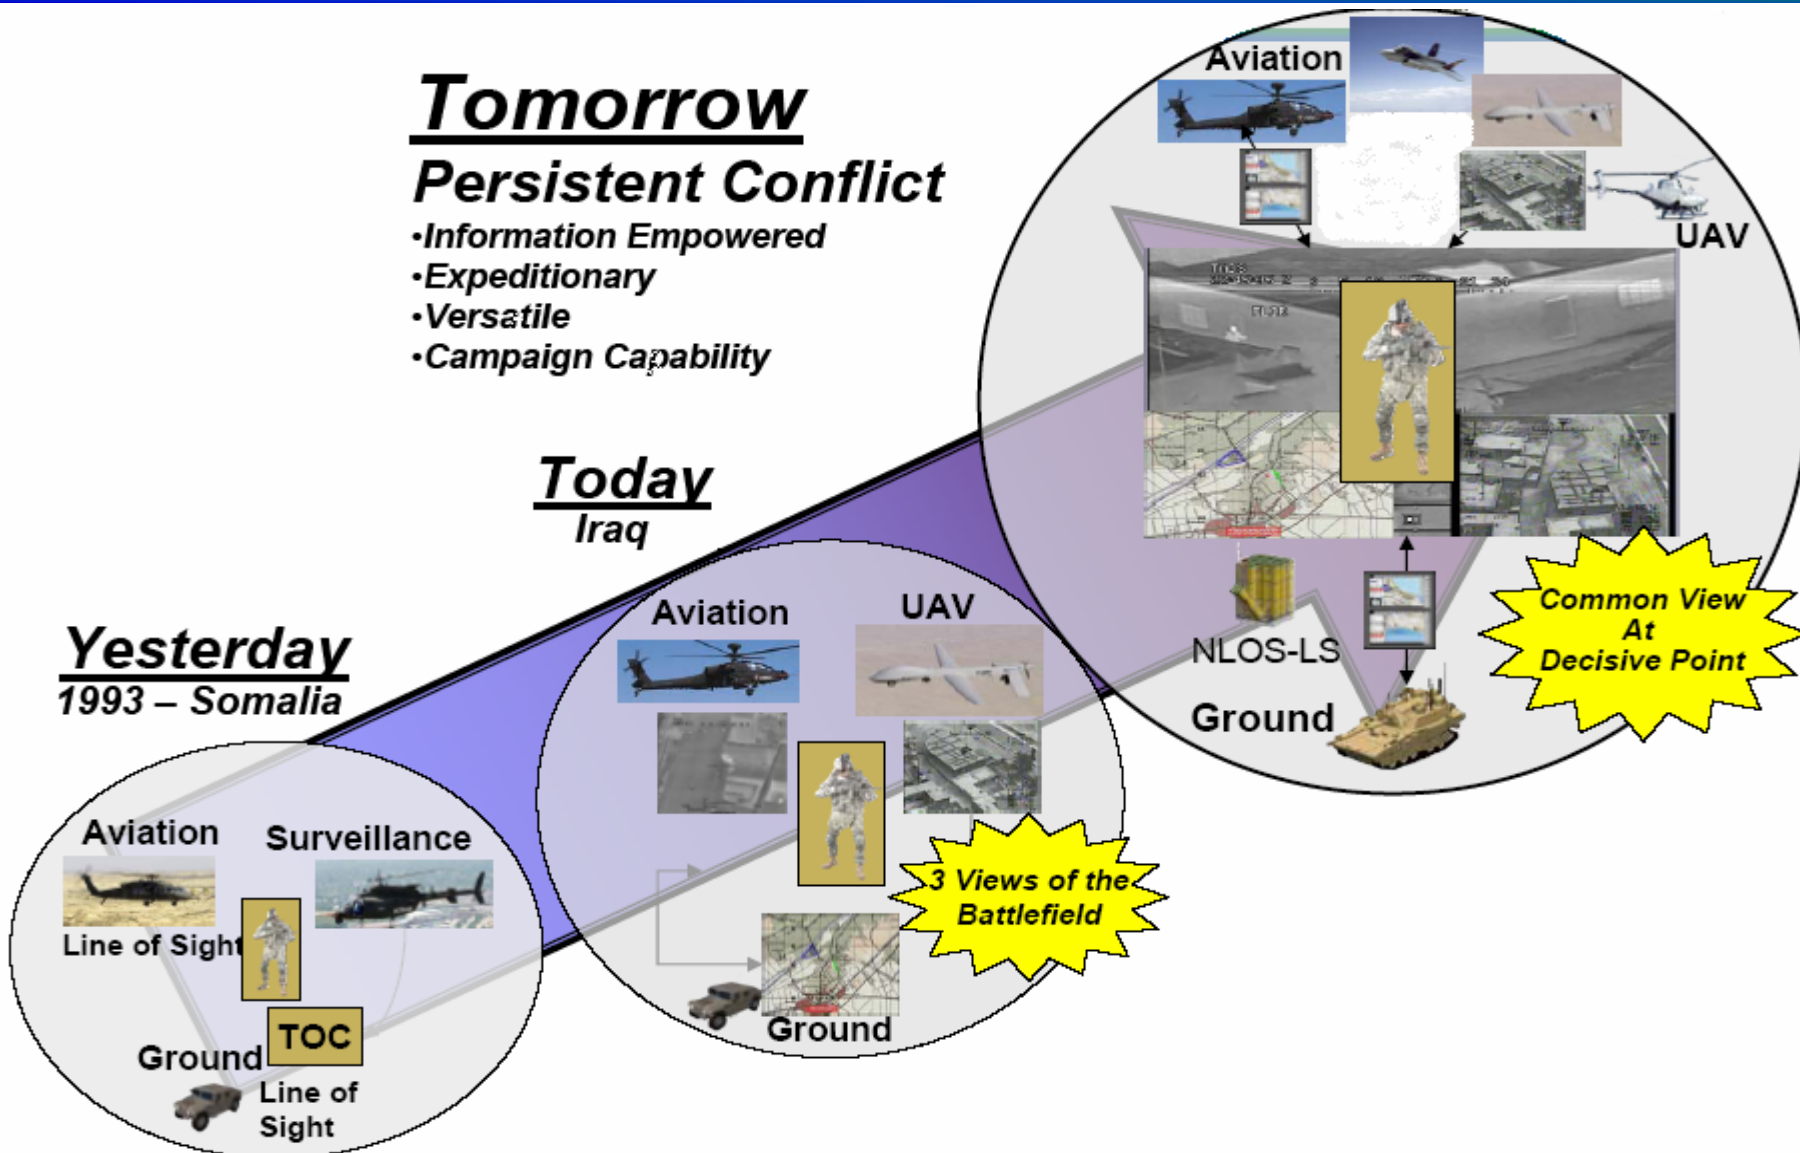 Tomorrow
Persistent Conflict
•Information Empowered
•Expeditionary
•Versatile
•Campaign Capability
Today
Iraq
Yesterday
1993 – Somalia
Aviation
UAV
FLIR
NLOS-LS
Ground
Common View
At
Decisive Point
Aviation
UAV
3 Views of the
Battlefield
Ground
Aviation
Surveillance
Line of Sight
TOC
Ground
Line of
Sight